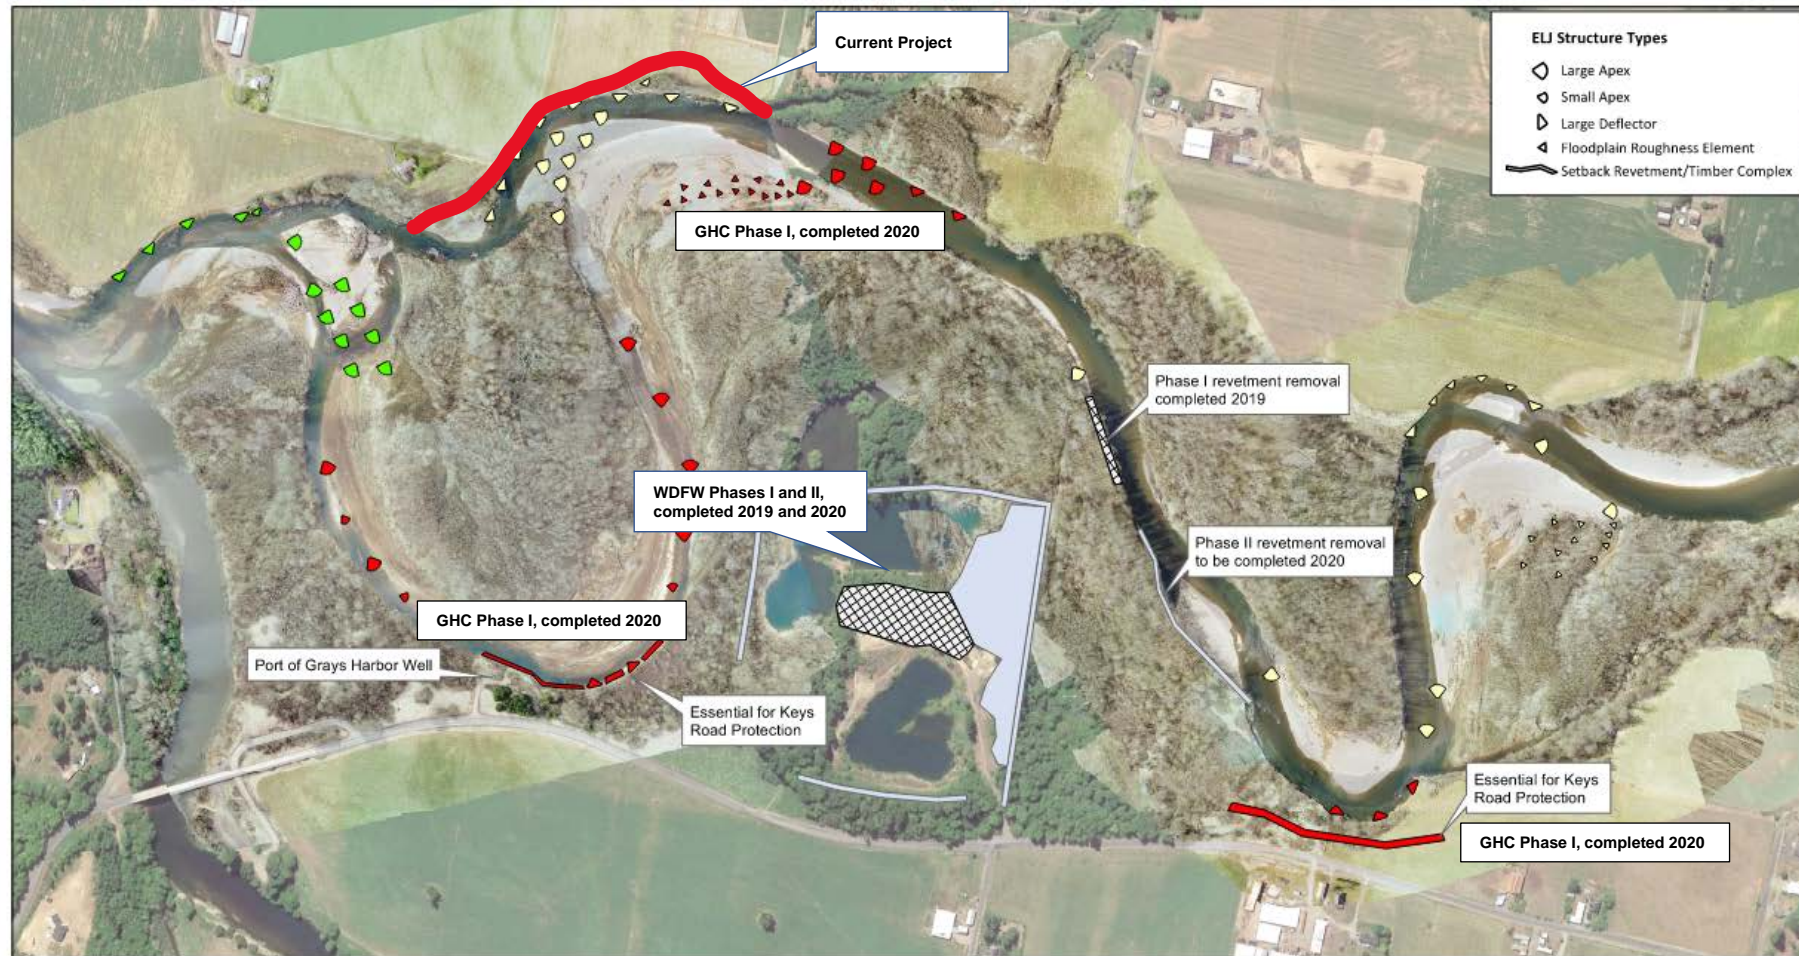 Current Project
ELJ Structure Types
Large Apex
Small Apex
Large Deflector
Floodplain Roughness Element
Setback Revetment/Timber Complex
GHC Phase I, completed 2020
Phase I revetment removal
completed 2019
WDFW Phases I and II,
completed 2019 and 2020
Phase II revetment removal
to be completed 2020
GHC Phase I, completed 2020
Port of Grays Harbor Well
Essential for Keys
Road Protection
Essential for Keys
Road Protection
GHC Phase I, completed 2020